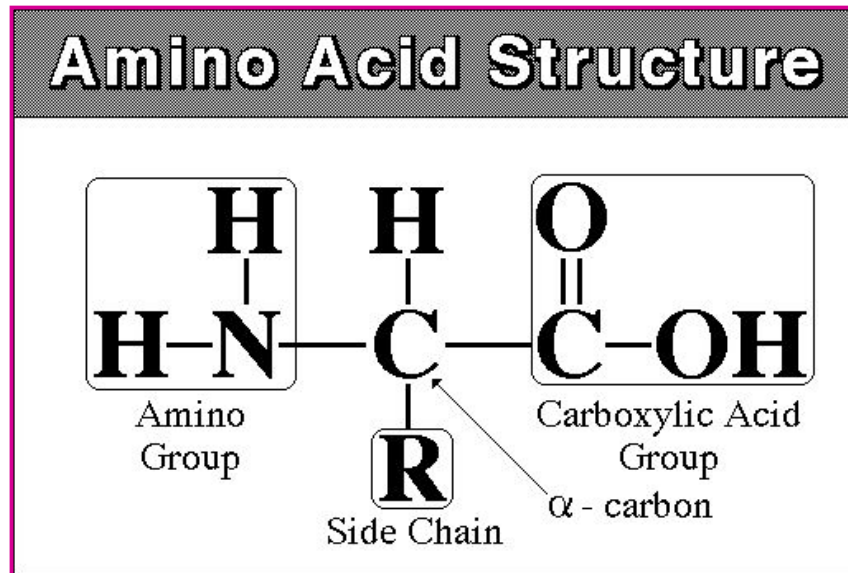 Amino Acid Structure
H H O
H N C C OH
Amino
Group
Carboxylic Acid
Group
R
α - carbon
Side Chain